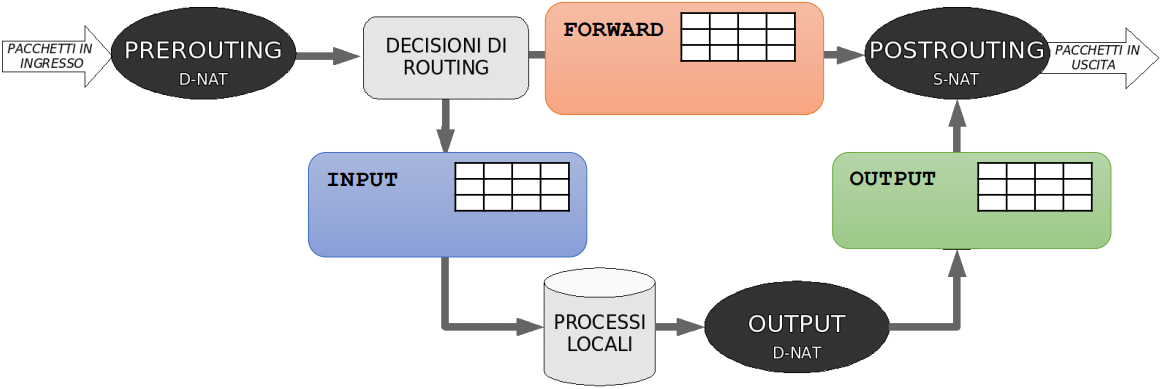 PACCHETTI IN
INGRESSO
PREROUTING
D-NAT
DECISIONI DI
ROUTING
FORWARD
POSTROUTING
S-NAT
PACCHETTI IN
USCITA
INPUT
OUTPUT
PROCESSI
LOCALI
OUTPUT
D-NAT